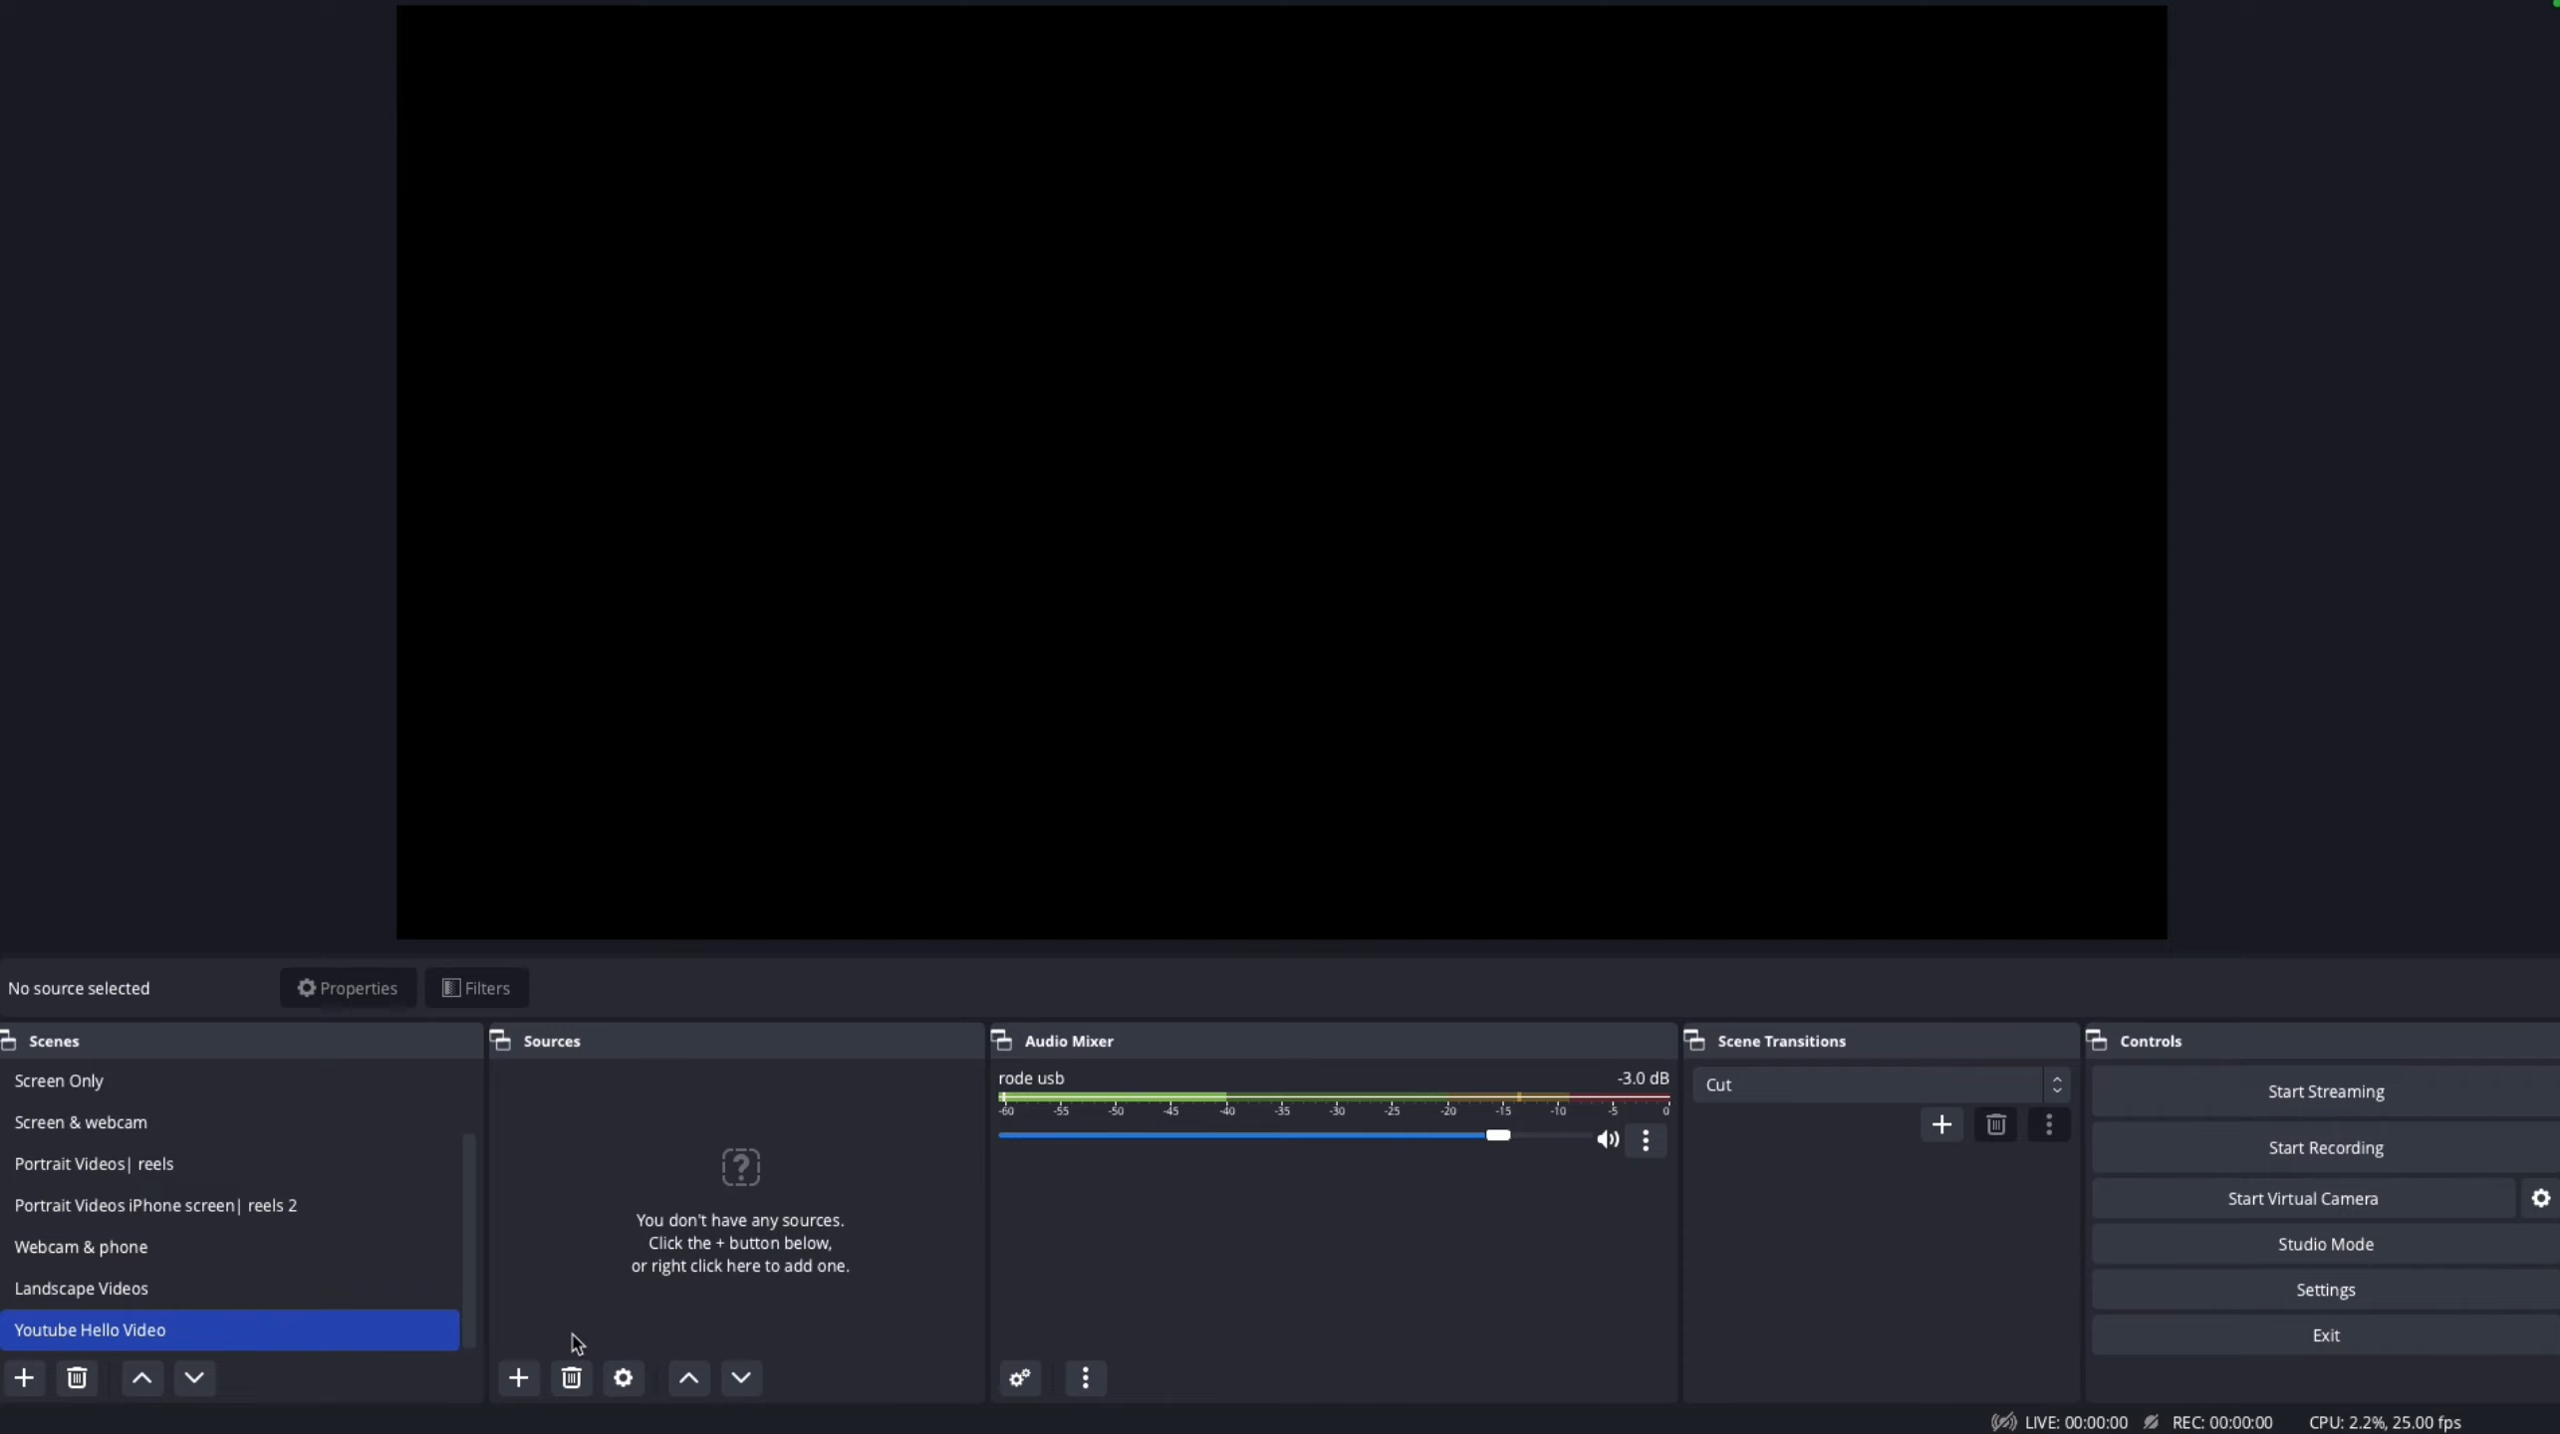 No source selected
Properties
Filters
Scenes
Screen Only
Screen & webcam
Portrait Videos| reels
Portrait Videos iPhone screen| reels 2
Webcam & phone
Landscape Videos
Youtube Hello Video
Sources
You don't have any sources.
Click the + button below,
or right click here to add one.
Audio Mixer
rode usb
-3.0 dB
-60 -55 -50 -45 -40 -35 -30 -25 -20 -15 -10 -5 0
Scene Transitions
Cut
Controls
Start Streaming
Start Recording
Start Virtual Camera
Studio Mode
Settings
Exit
LIVE: 00:00:00 REC: 00:00:00 CPU: 2.2%, 25.00 fps